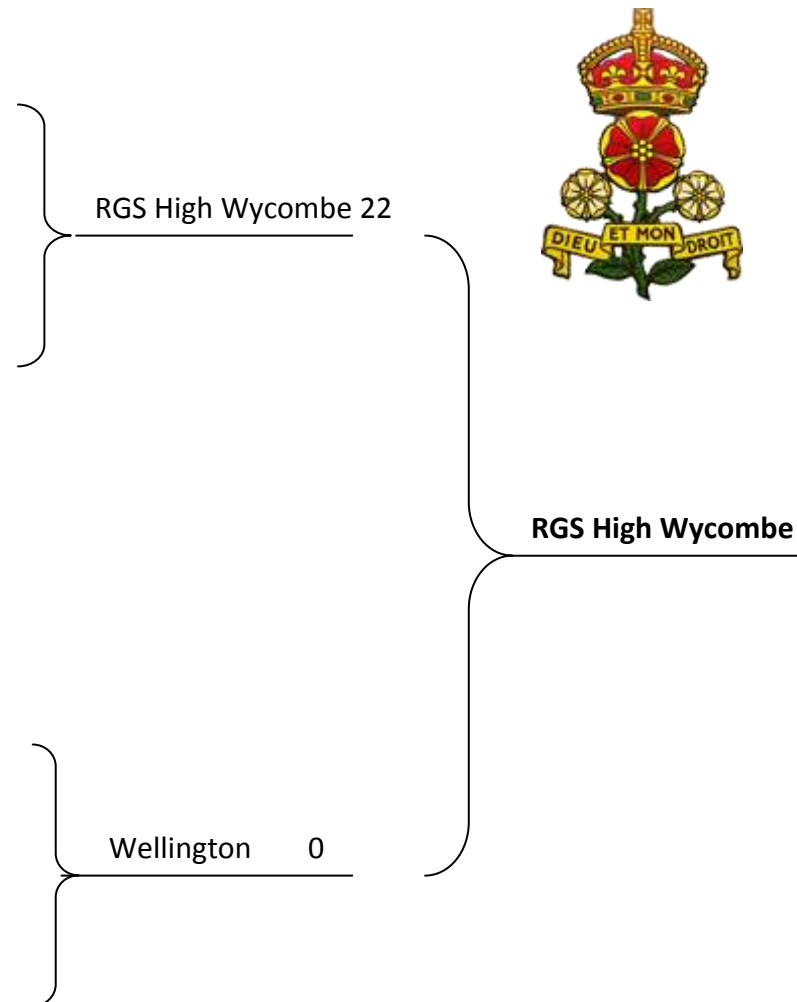 RGS High Wycombe 22
DIEU ET MON DROIT
RGS High Wycombe
Wellington 0